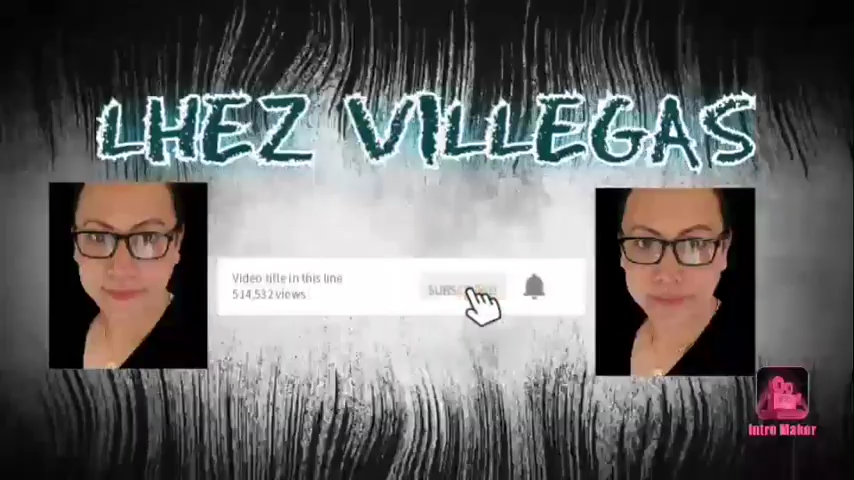 LHEZ VILLEGAS
Video title in this line
514,532 views
Intro Maker